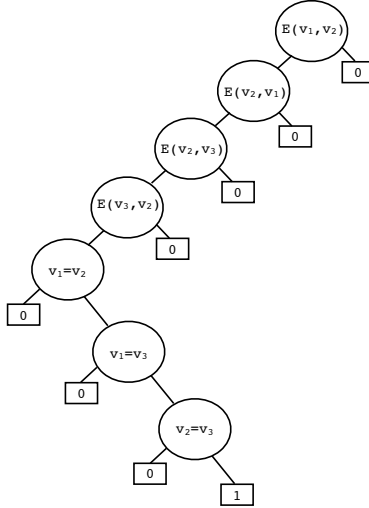 E(v₁,v₂)
0
E(v₂,v₁)
0
E(v₂,v₃)
0
E(v₃,v₂)
0
v₁=v₂
0
v₁=v₃
0
v₂=v₃
0
1